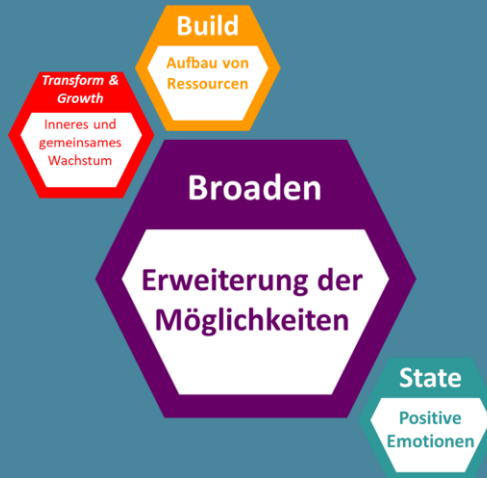 Build
Aufbau von
Ressourcen
Transform &
Growth
Inneres und
gemeinsames
Wachstum
Broaden
Erweiterung der
Möglichkeiten
State
Positive
Emotionen